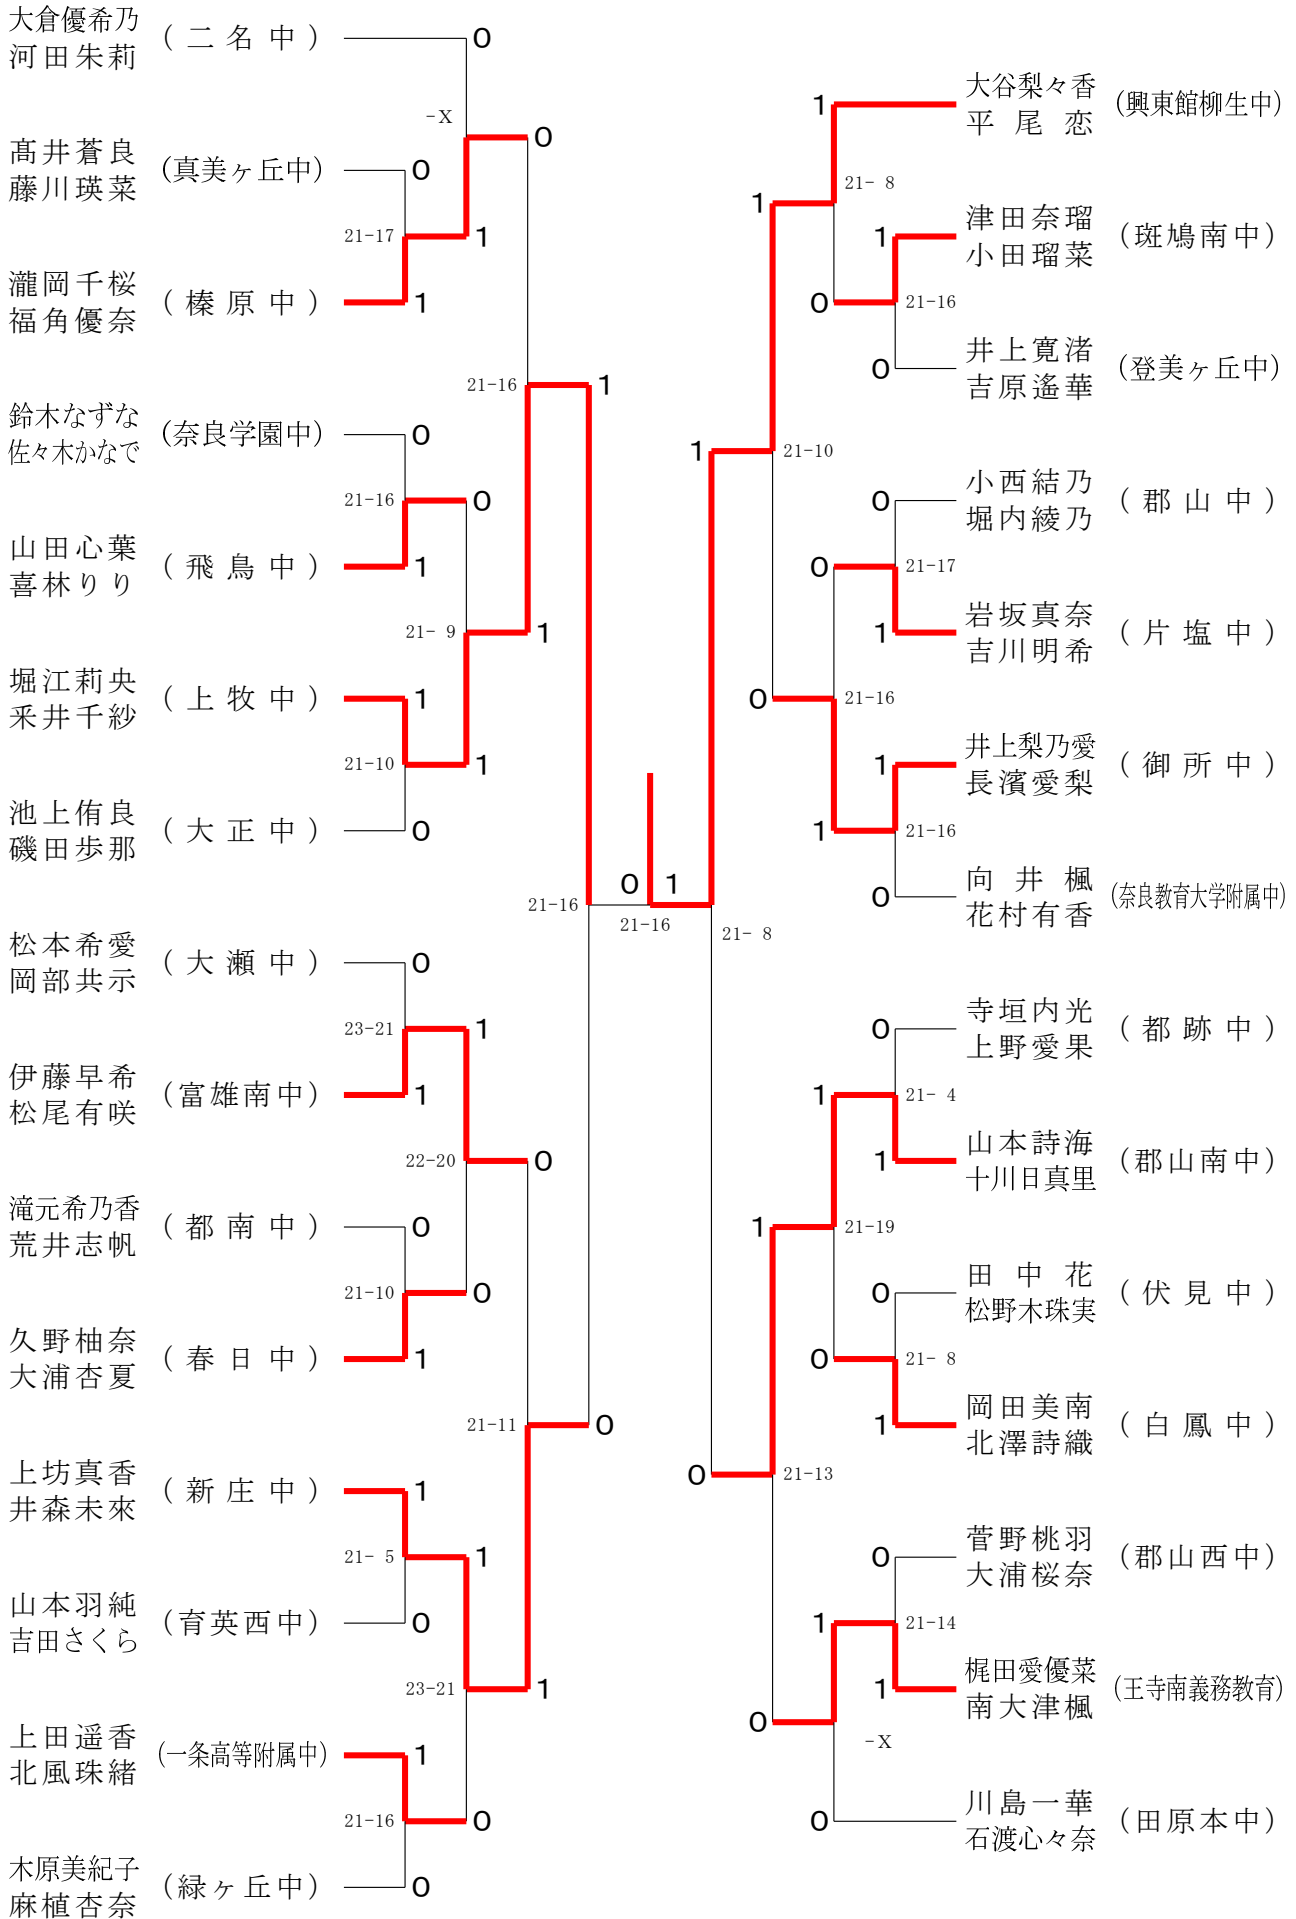 大倉優希乃
河田朱莉
(二名中)
0
-X
髙井蒼良
藤川瑛菜
(真美ヶ丘中)
0
0
21-17
1
瀧岡千桜
福角優奈
(榛原中)
1
21-16
1
鈴木なずな
佐々木かなで
(奈良学園中)
0
21-16
0
山田心葉
喜林りり
(飛鳥中)
1
21- 9
1
堀江莉央
釆井千紗
(上牧中)
1
21-10
1
池上侑良
磯田歩那
(大正中)
0
21-16
松本希愛
岡部共示
(大瀬中)
0
23-21
1
伊藤早希
松尾有咲
(富雄南中)
1
22-20
0
滝元希乃香
荒井志帆
(都南中)
0
21-10
0
久野柚奈
大浦杏夏
(春日中)
1
21-11
0
上坊真香
井森未來
(新庄中)
1
21- 5
1
山本羽純
吉田さくら
(育英西中)
0
23-21
1
上田遥香
北風珠緒
(一条高等附属中)
1
21-16
0
木原美紀子
麻植杏奈
(緑ヶ丘中)
0
0
1
21-16
1
大谷梨々香
平尾恋
(興東館柳生中)
21- 8
1
1
津田奈瑠
小田瑠菜
(斑鳩南中)
0
21-16
0
井上寛渚
吉原遙華
(登美ヶ丘中)
1
21-10
0
小西結乃
堀内綾乃
(郡山中)
0
21-17
1
岩坂真奈
吉川明希
(片塩中)
0
21-16
1
井上梨乃愛
長濱愛梨
(御所中)
1
21-16
0
向井楓
花村有香
(奈良教育大学附属中)
21- 8
0
寺垣内光
上野愛果
(都跡中)
1
21- 4
1
山本詩海
十川日真里
(郡山南中)
1
21-19
0
田中花
松野木珠実
(伏見中)
0
21- 8
1
岡田美南
北澤詩織
(白鳳中)
0
21-13
0
菅野桃羽
大浦桜奈
(郡山西中)
1
21-14
1
梶田愛優菜
南大津楓
(王寺南義務教育)
0
-X
0
川島一華
石渡心々奈
(田原本中)